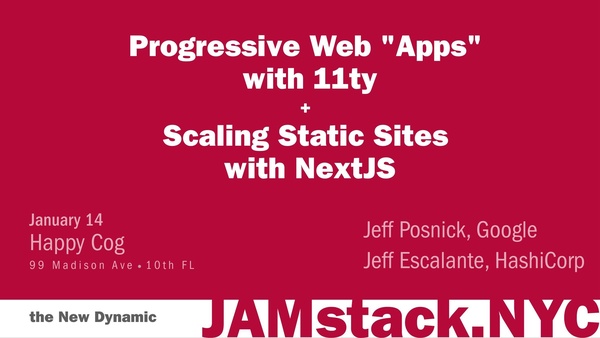 Progressive Web "Apps"
with 11ty
+
Scaling Static Sites
with NextJS
January 14
Happy Cog
99 Madison Ave • 10th FL
Jeff Posnick, Google
Jeff Escalante, HashiCorp
the New Dynamic
JAMstack.NYC